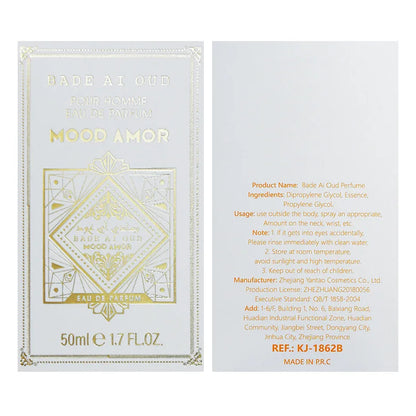 BADE AI OUD
POUR HOMME
EAU DE PARFUM
MOOD AMOR
BADE AI OUD
MOOD AMOR
EAU DE PARFUM
50ml ℮ 1.7 FL.OZ.
Product Name: Bade Ai Oud Perfume
Ingredients: Dipropylene Glycol, Essence,
Propylene Glycol.
Usage: use outside the body, spray an appropriate,
Amount on the neck, wrist, etc.
Note: 1. If it gets into eyes accidentally,
Please rinse immediately with clean water;
2. Store at room temperature,
avoid sunlight and high temperature.
3. Keep out of reach of children.
Manufacturer: Zhejiang Yantao Cosmetics Co., Ltd.
Production License: ZHEZHUANG20180056
Executive Standard: QB/T 1858-2004
Add: 1-6/F, Building 1, No. 6, Baixiang Road,
Huadian Industrial Functional Zone, Huadian
Community, Jiangbei Street, Dongyang City,
Jinhua City, Zhejiang Province
REF.: KJ-1862B
MADE IN P.R.C